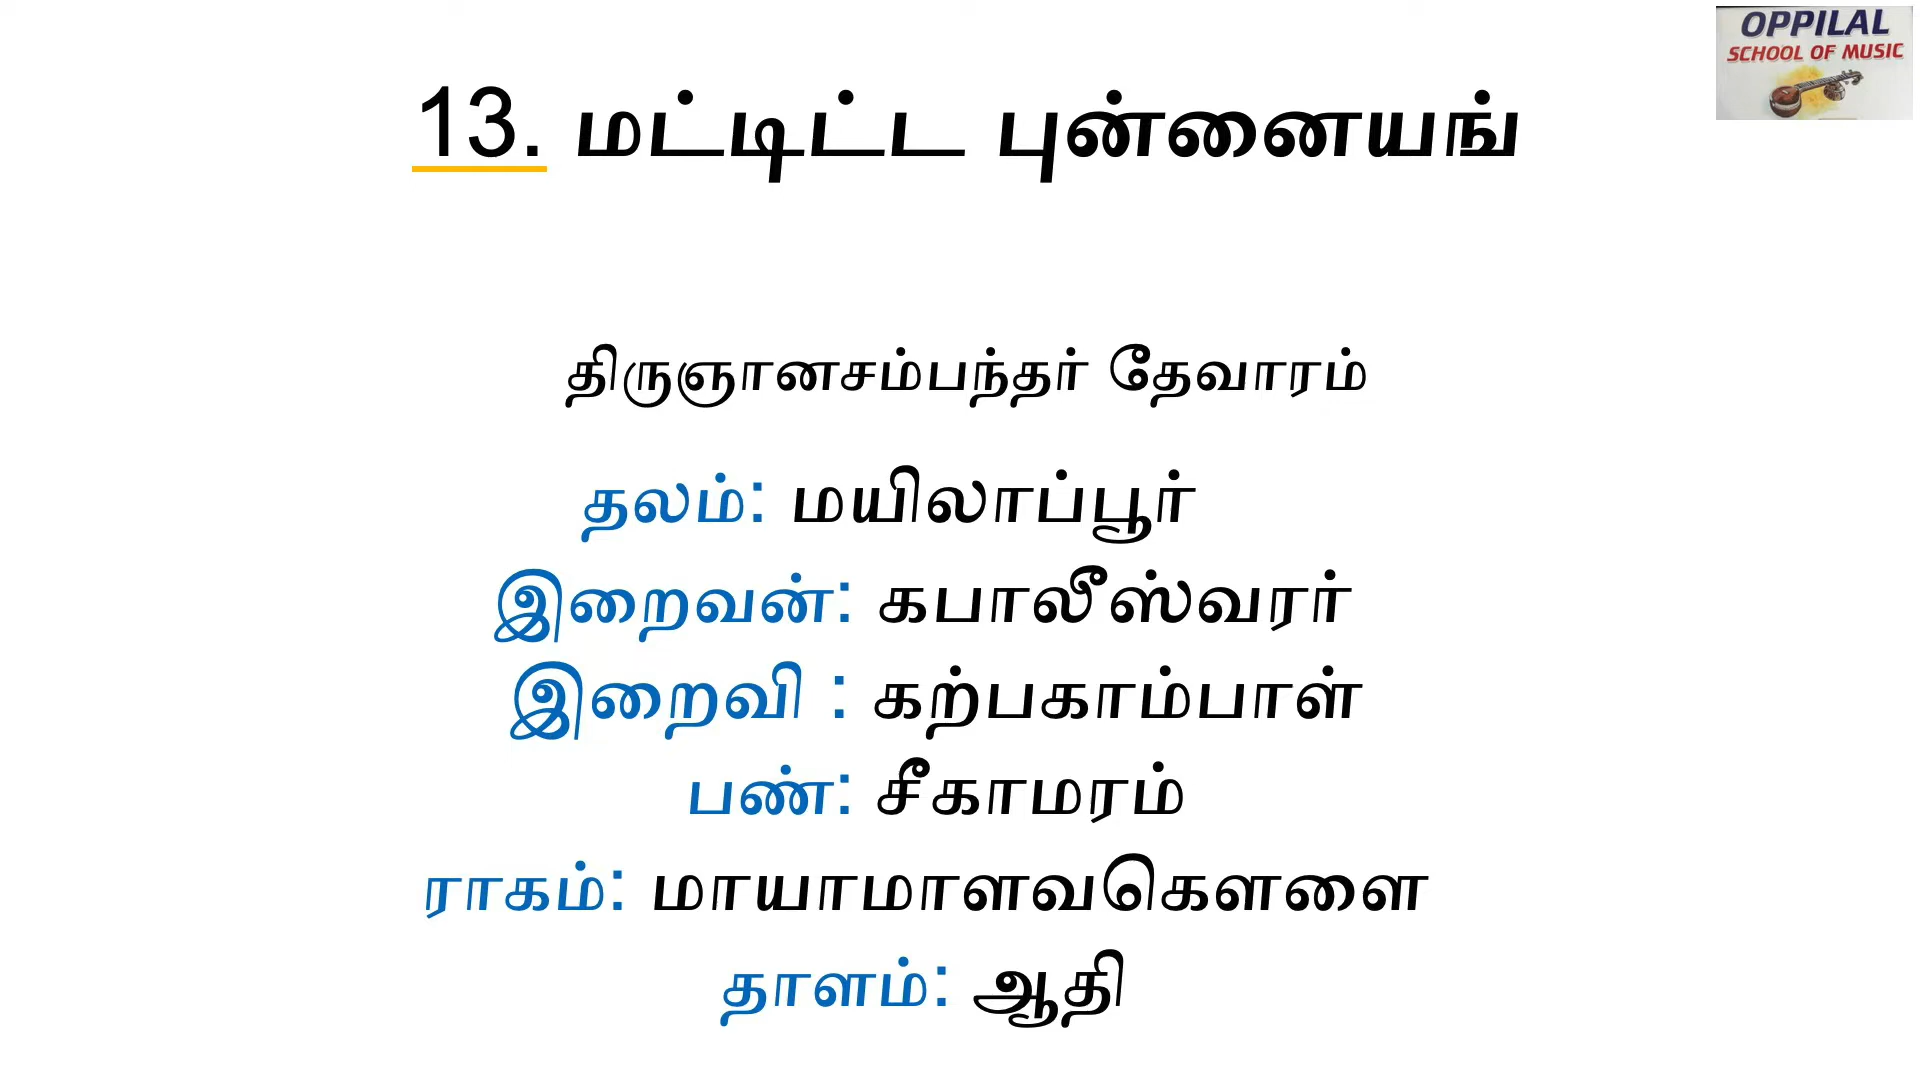 OPPILAL
SCHOOL OF MUSIC
13. மட்டிட்ட புன்னையங்
திருஞானசம்பந்தர் தேவாரம்
தலம்: மயிலாப்பூர்
இறைவன்: கபாலீஸ்வரர்
இறைவி : கற்பகாம்பாள்
பண்: சீகாமரம்
ராகம்: மாயாமாளவகௌளை
தாளம்: ஆதி